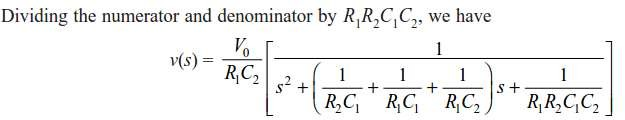 Dividing the numerator and denominator by R₁R₂C₁C₂, we have
v(s) = V₀/(R₁C₂) [ 1 / ( s² + ( 1/(R₂C₁) + 1/(R₁C₁) + 1/(R₁C₂) ) s + 1/(R₁R₂C₁C₂) ) ]